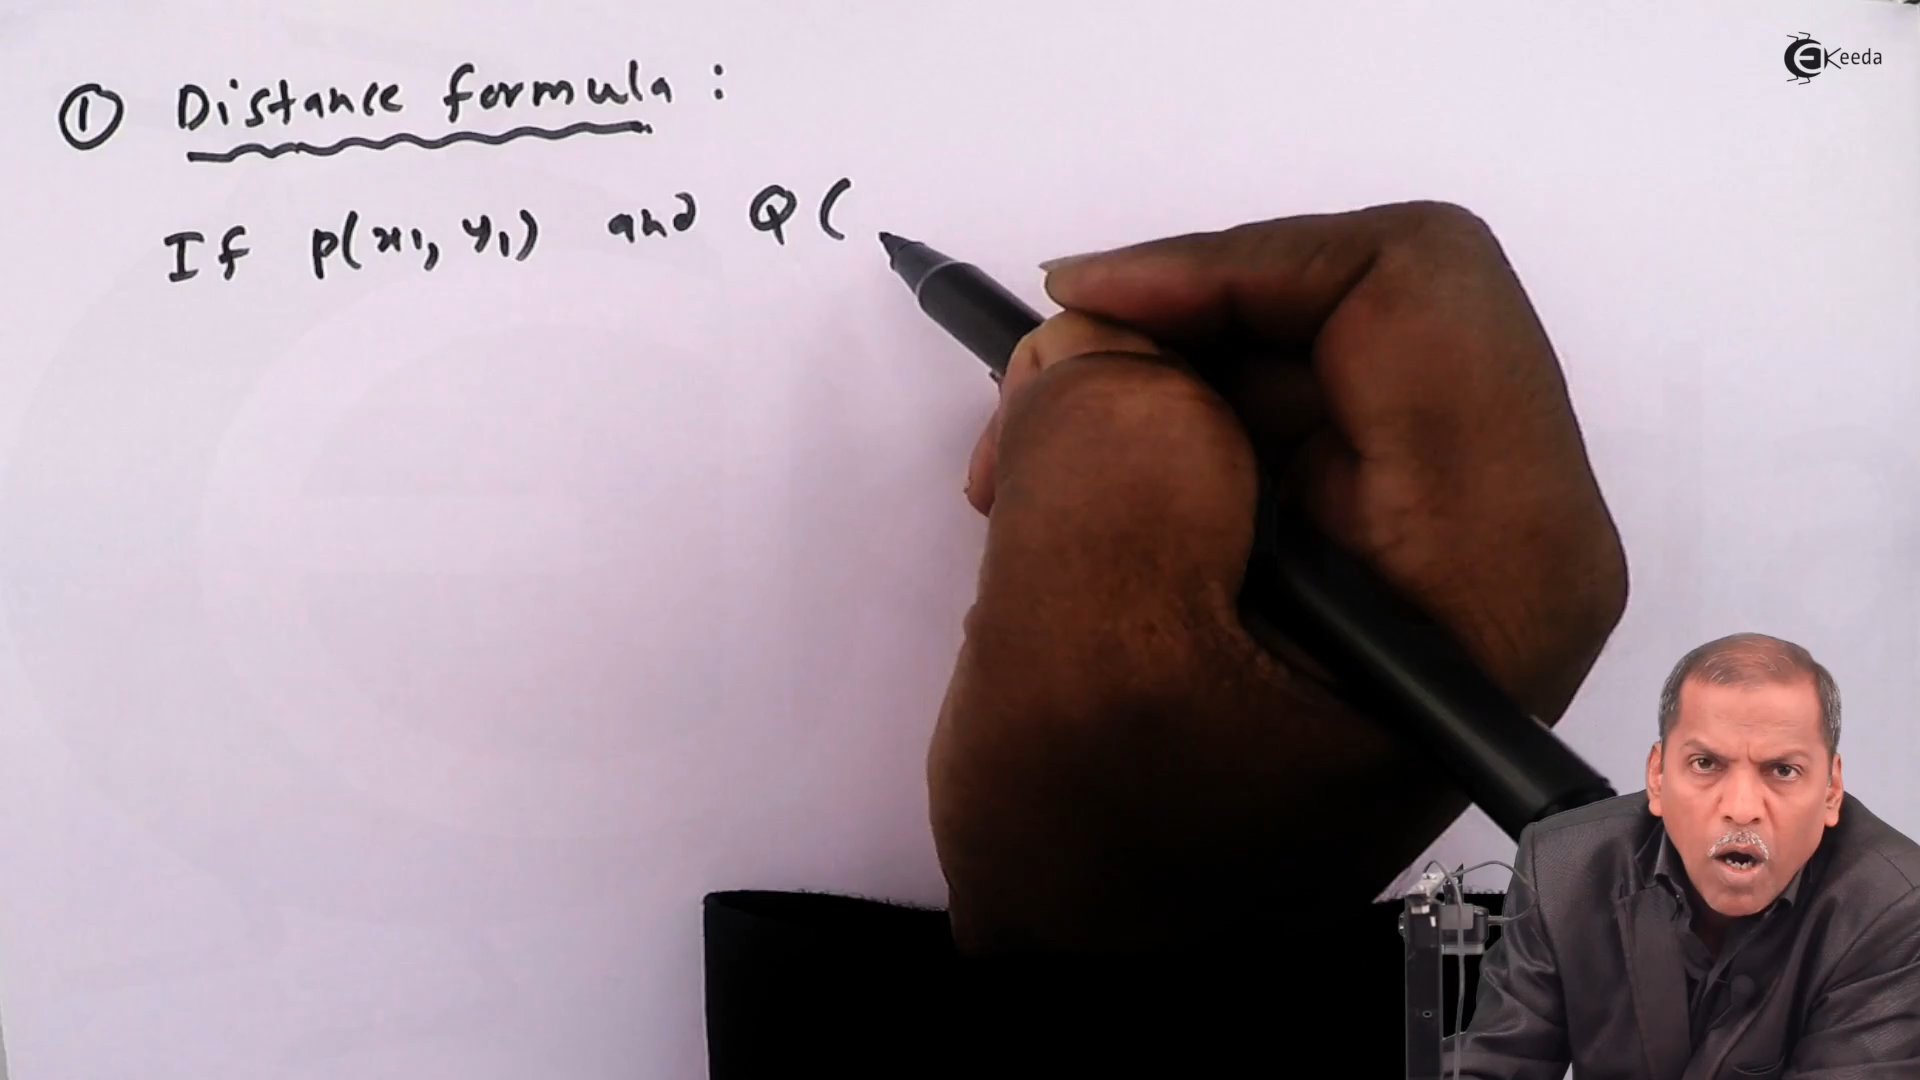 ① Distance formula :
If P(x1, y1) and Q (
eKeeda